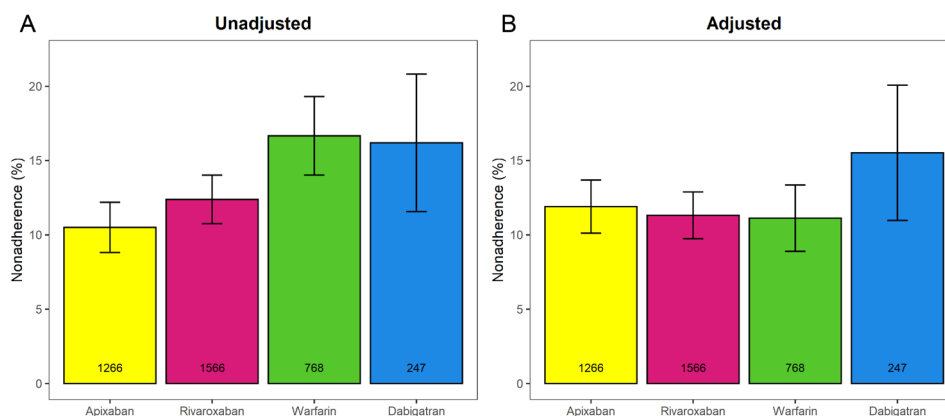 A Unadjusted
Nonadherence (%)
20
15
10
5
0
1266 1566 768 247
Apixaban Rivaroxaban Warfarin Dabigatran
B Adjusted
Nonadherence (%)
20
15
10
5
0
1266 1566 768 247
Apixaban Rivaroxaban Warfarin Dabigatran